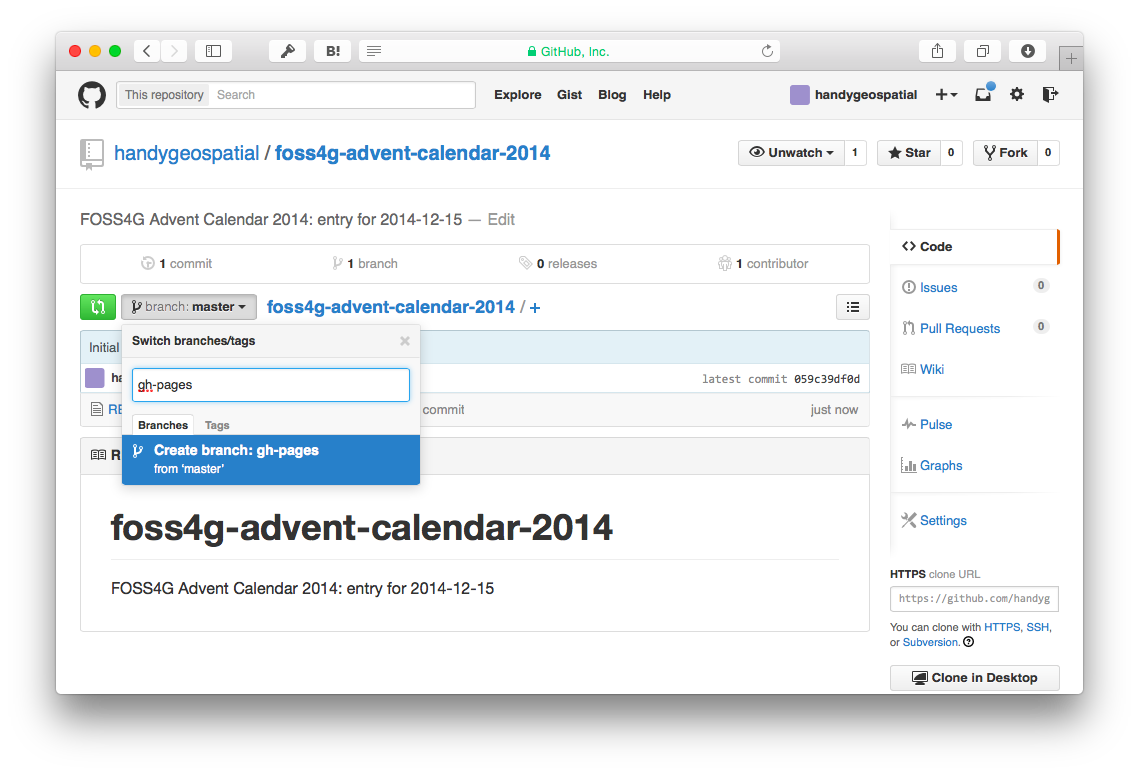 B!
GitHub, Inc.
This repository Search
Explore Gist Blog Help
handygeospatial
handygeospatial / foss4g-advent-calendar-2014
Unwatch 1
Star 0
Fork 0
FOSS4G Advent Calendar 2014: entry for 2014-12-15 — Edit
1 commit
1 branch
0 releases
1 contributor
branch: master
foss4g-advent-calendar-2014 / +
Switch branches/tags
gh-pages
Branches Tags
Create branch: gh-pages
from 'master'
Initial
ha
latest commit 059c39df0d
RE
commit
just now
R
foss4g-advent-calendar-2014
FOSS4G Advent Calendar 2014: entry for 2014-12-15
Code
Issues 0
Pull Requests 0
Wiki
Pulse
Graphs
Settings
HTTPS clone URL
https://github.com/handyg
You can clone with HTTPS, SSH,
or Subversion.
Clone in Desktop